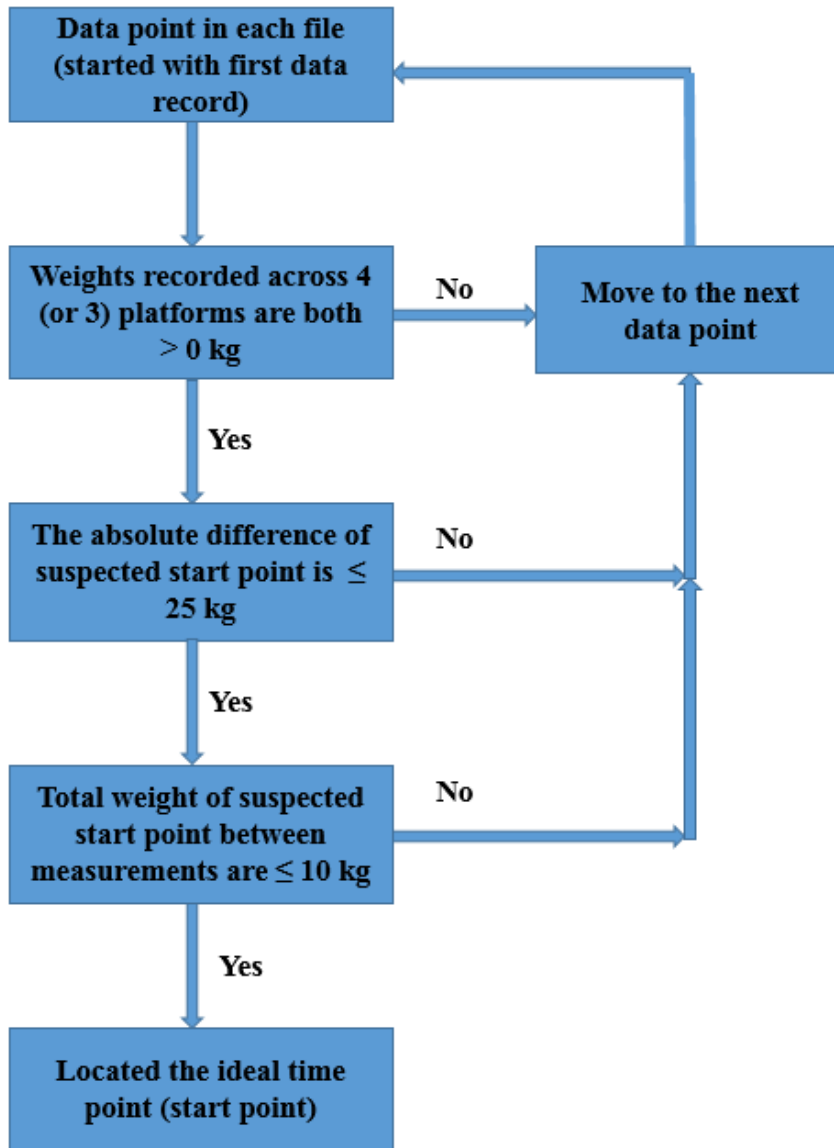 Data point in each file
(started with first data
record)
Weights recorded across 4
(or 3) platforms are both
> 0 kg
No
Move to the next
data point
Yes
The absolute difference of
suspected start point is ≤
25 kg
No
Yes
Total weight of suspected
start point between
measurements are ≤ 10 kg
No
Yes
Located the ideal time
point (start point)